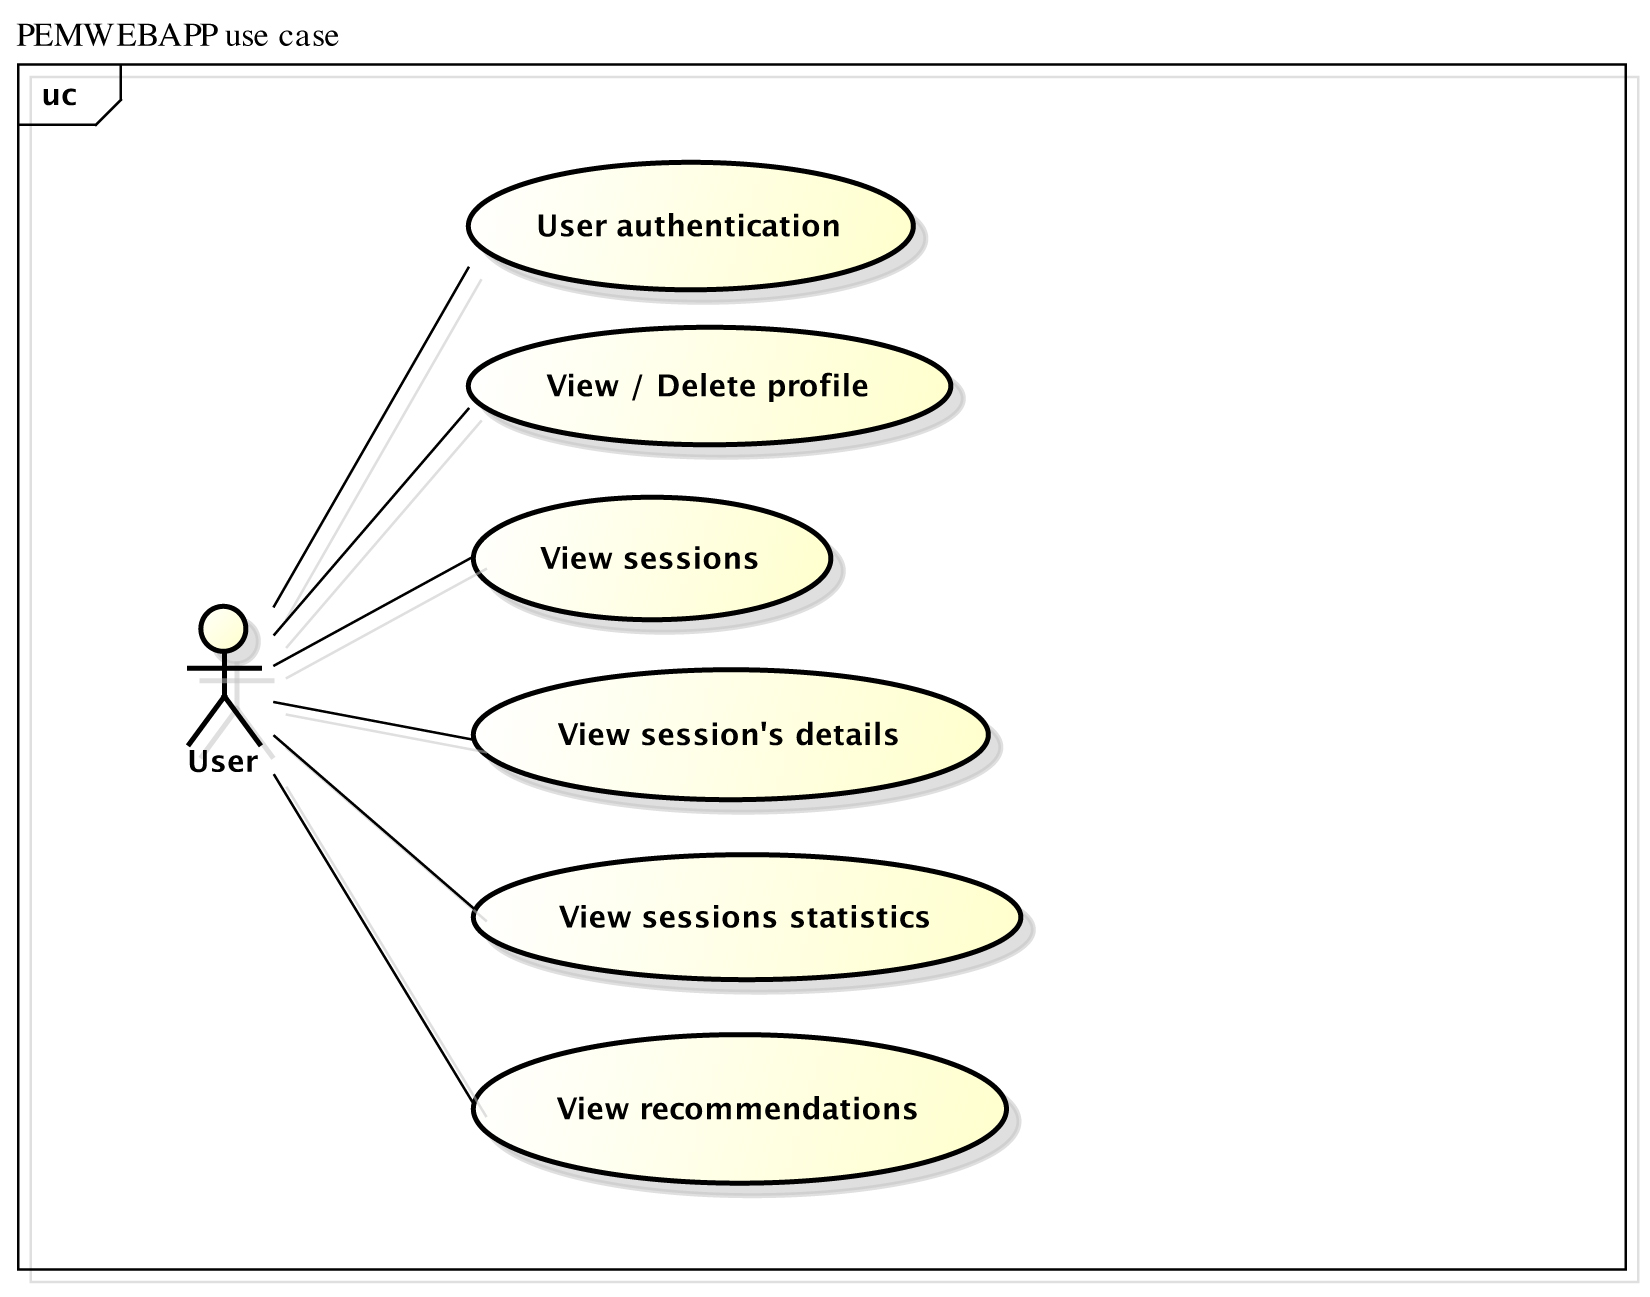 PEMWEBAPP use case
uc
User authentication
View / Delete profile
View sessions
View session's details
User
View sessions statistics
View recommendations